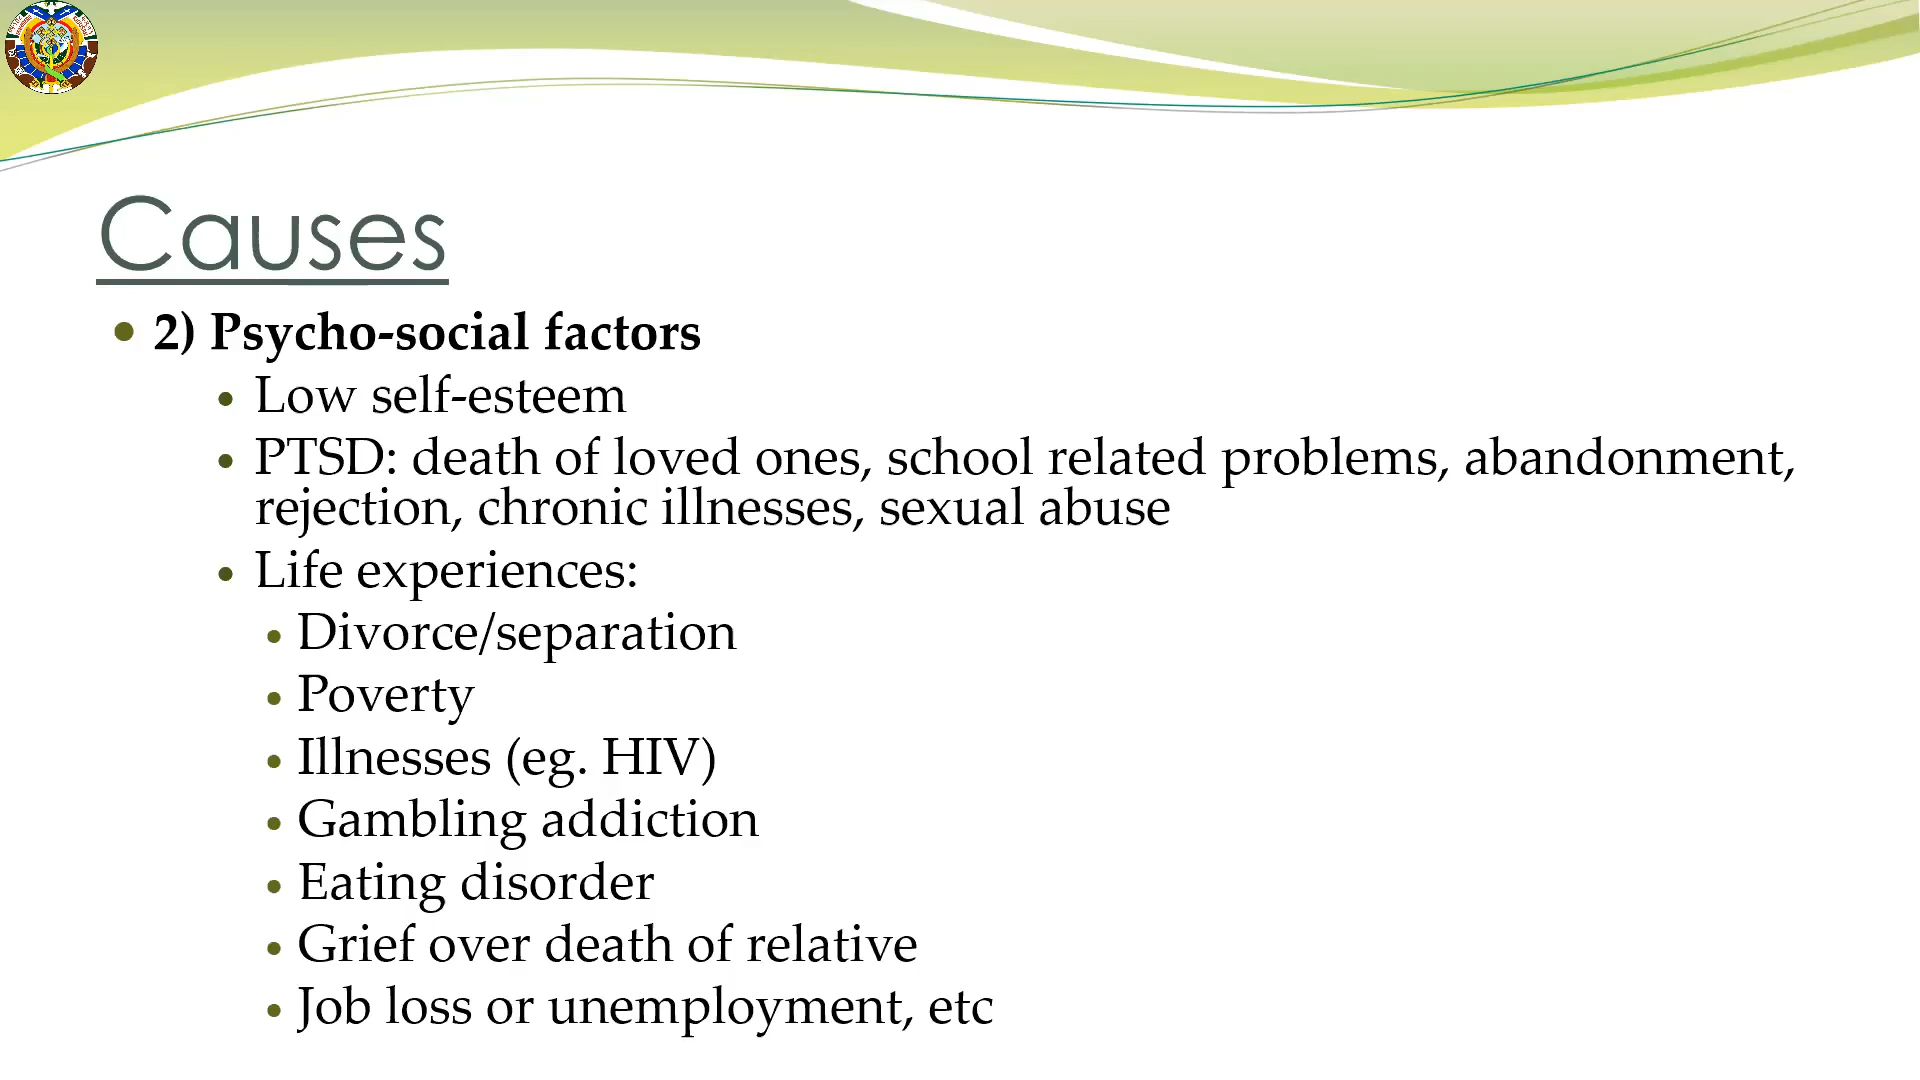 Causes
2) Psycho-social factors
Low self-esteem
PTSD: death of loved ones, school related problems, abandonment,
rejection, chronic illnesses, sexual abuse
Life experiences:
Divorce/separation
Poverty
Illnesses (eg. HIV)
Gambling addiction
Eating disorder
Grief over death of relative
Job loss or unemployment, etc